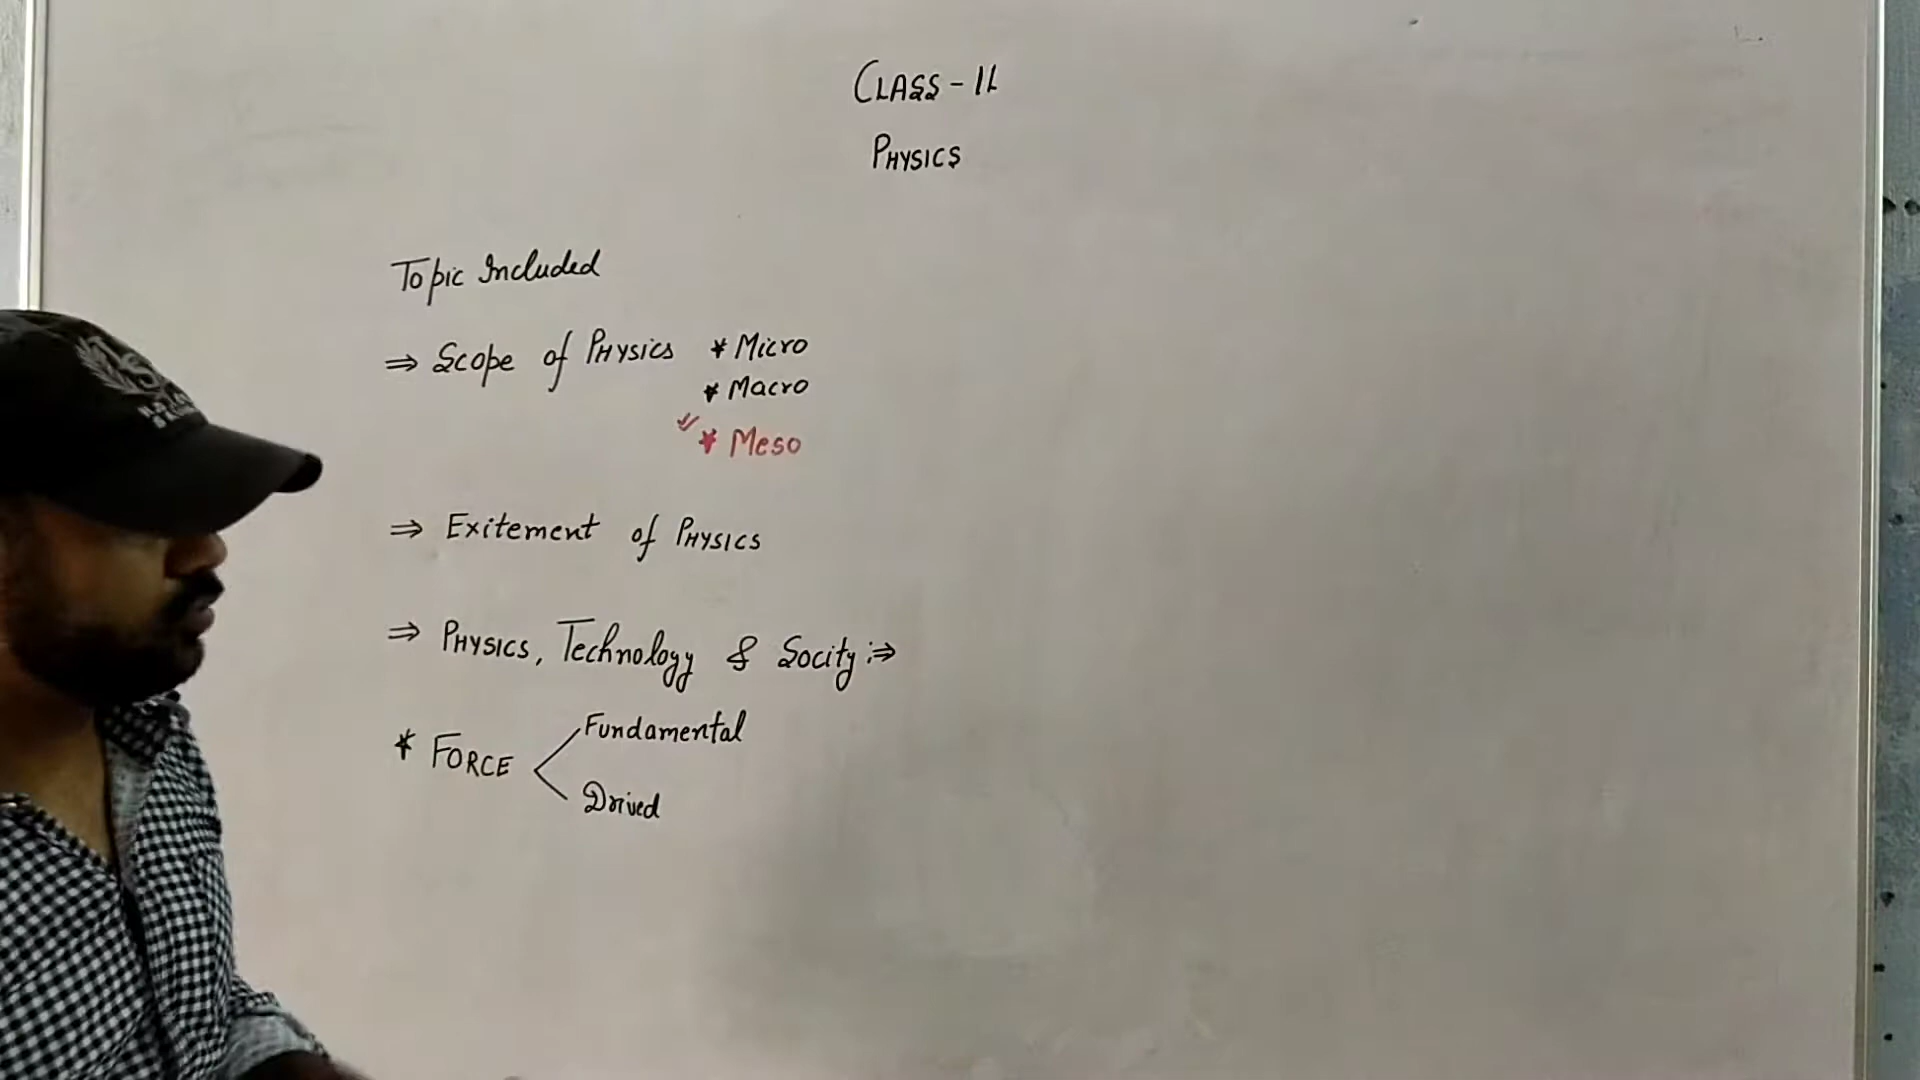 CLASS - 11
PHYSICS
Topic Included
⇒ Scope of PHYSICS * Micro
* Macro
* Meso
⇒ Exitement of PHYSICS
⇒ PHYSICS, Technology & Socity :⇒
* FORCE Fundamental
Drived